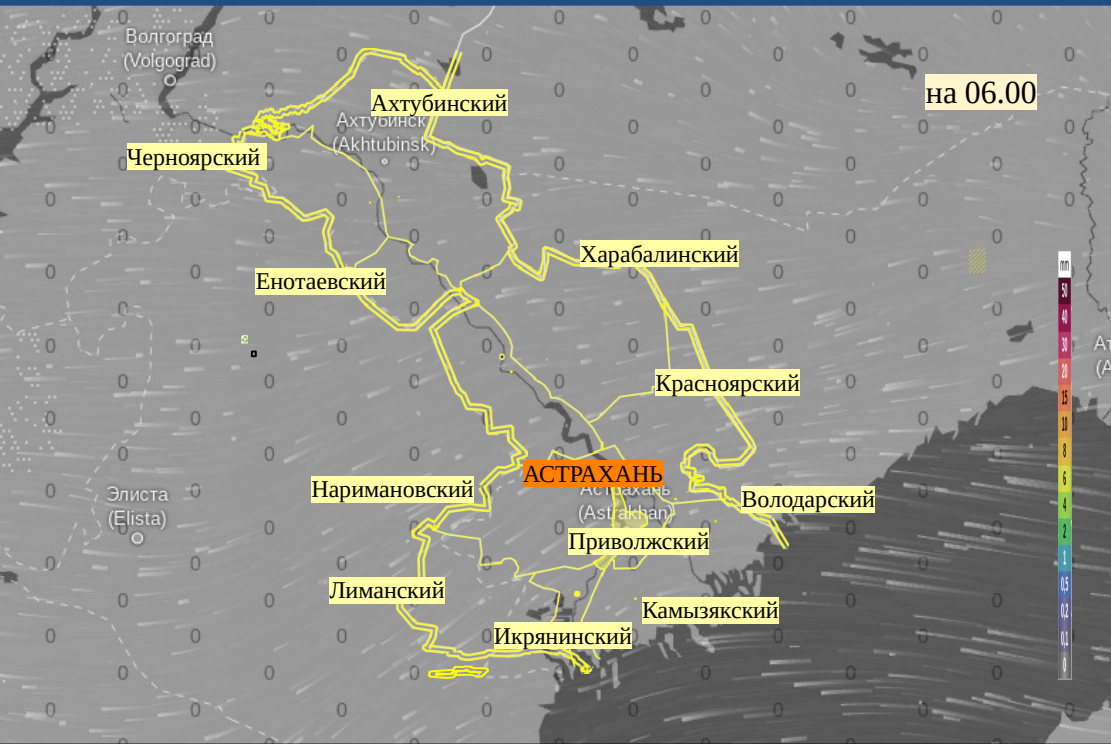 Волгоград
(Volgograd)
на 06.00
Ахтубинский
Ахтубинск
(Akhtubinsk)
Черноярский
Харабалинский
Енотаевский
mm
50
40
30
20
15
10
8
6
4
2
1
0,5
0,2
0,1
0
Красноярский
АСТРАХАНЬ
Астрахань
(Astrakhan)
Наримановский
Элиста
(Elista)
Володарский
Приволжский
Лиманский
Камызякский
Икрянинский